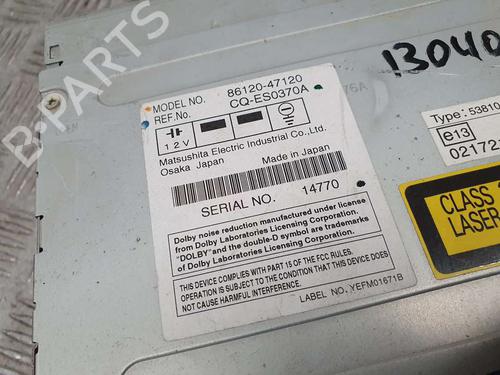 MODEL NO. 86120-47120
REF.No. CQ-ES0370A
12V
Matsushita Electric Industrial Co.,Ltd.
Osaka Japan Made in Japan
SERIAL NO. 14770
Dolby noise reduction manufactured under license
from Dolby Laboratories Licensing Corporation.
"DOLBY" and the double-D symbol are trademarks
of Dolby Laboratories Licensing Corporation.
THIS DEVICE COMPLIES WITH PART 15 OF THE FCC RULES.
OPERATION IS SUBJECT TO THE CONDITION THAT THIS DEVICE DOES
NOT CAUSE HARMFUL INTERFERENCE.
LABEL NO. YEFM01671B
13040
Type: 5381
e13
02172
CLASS
LASER
B-PARTS